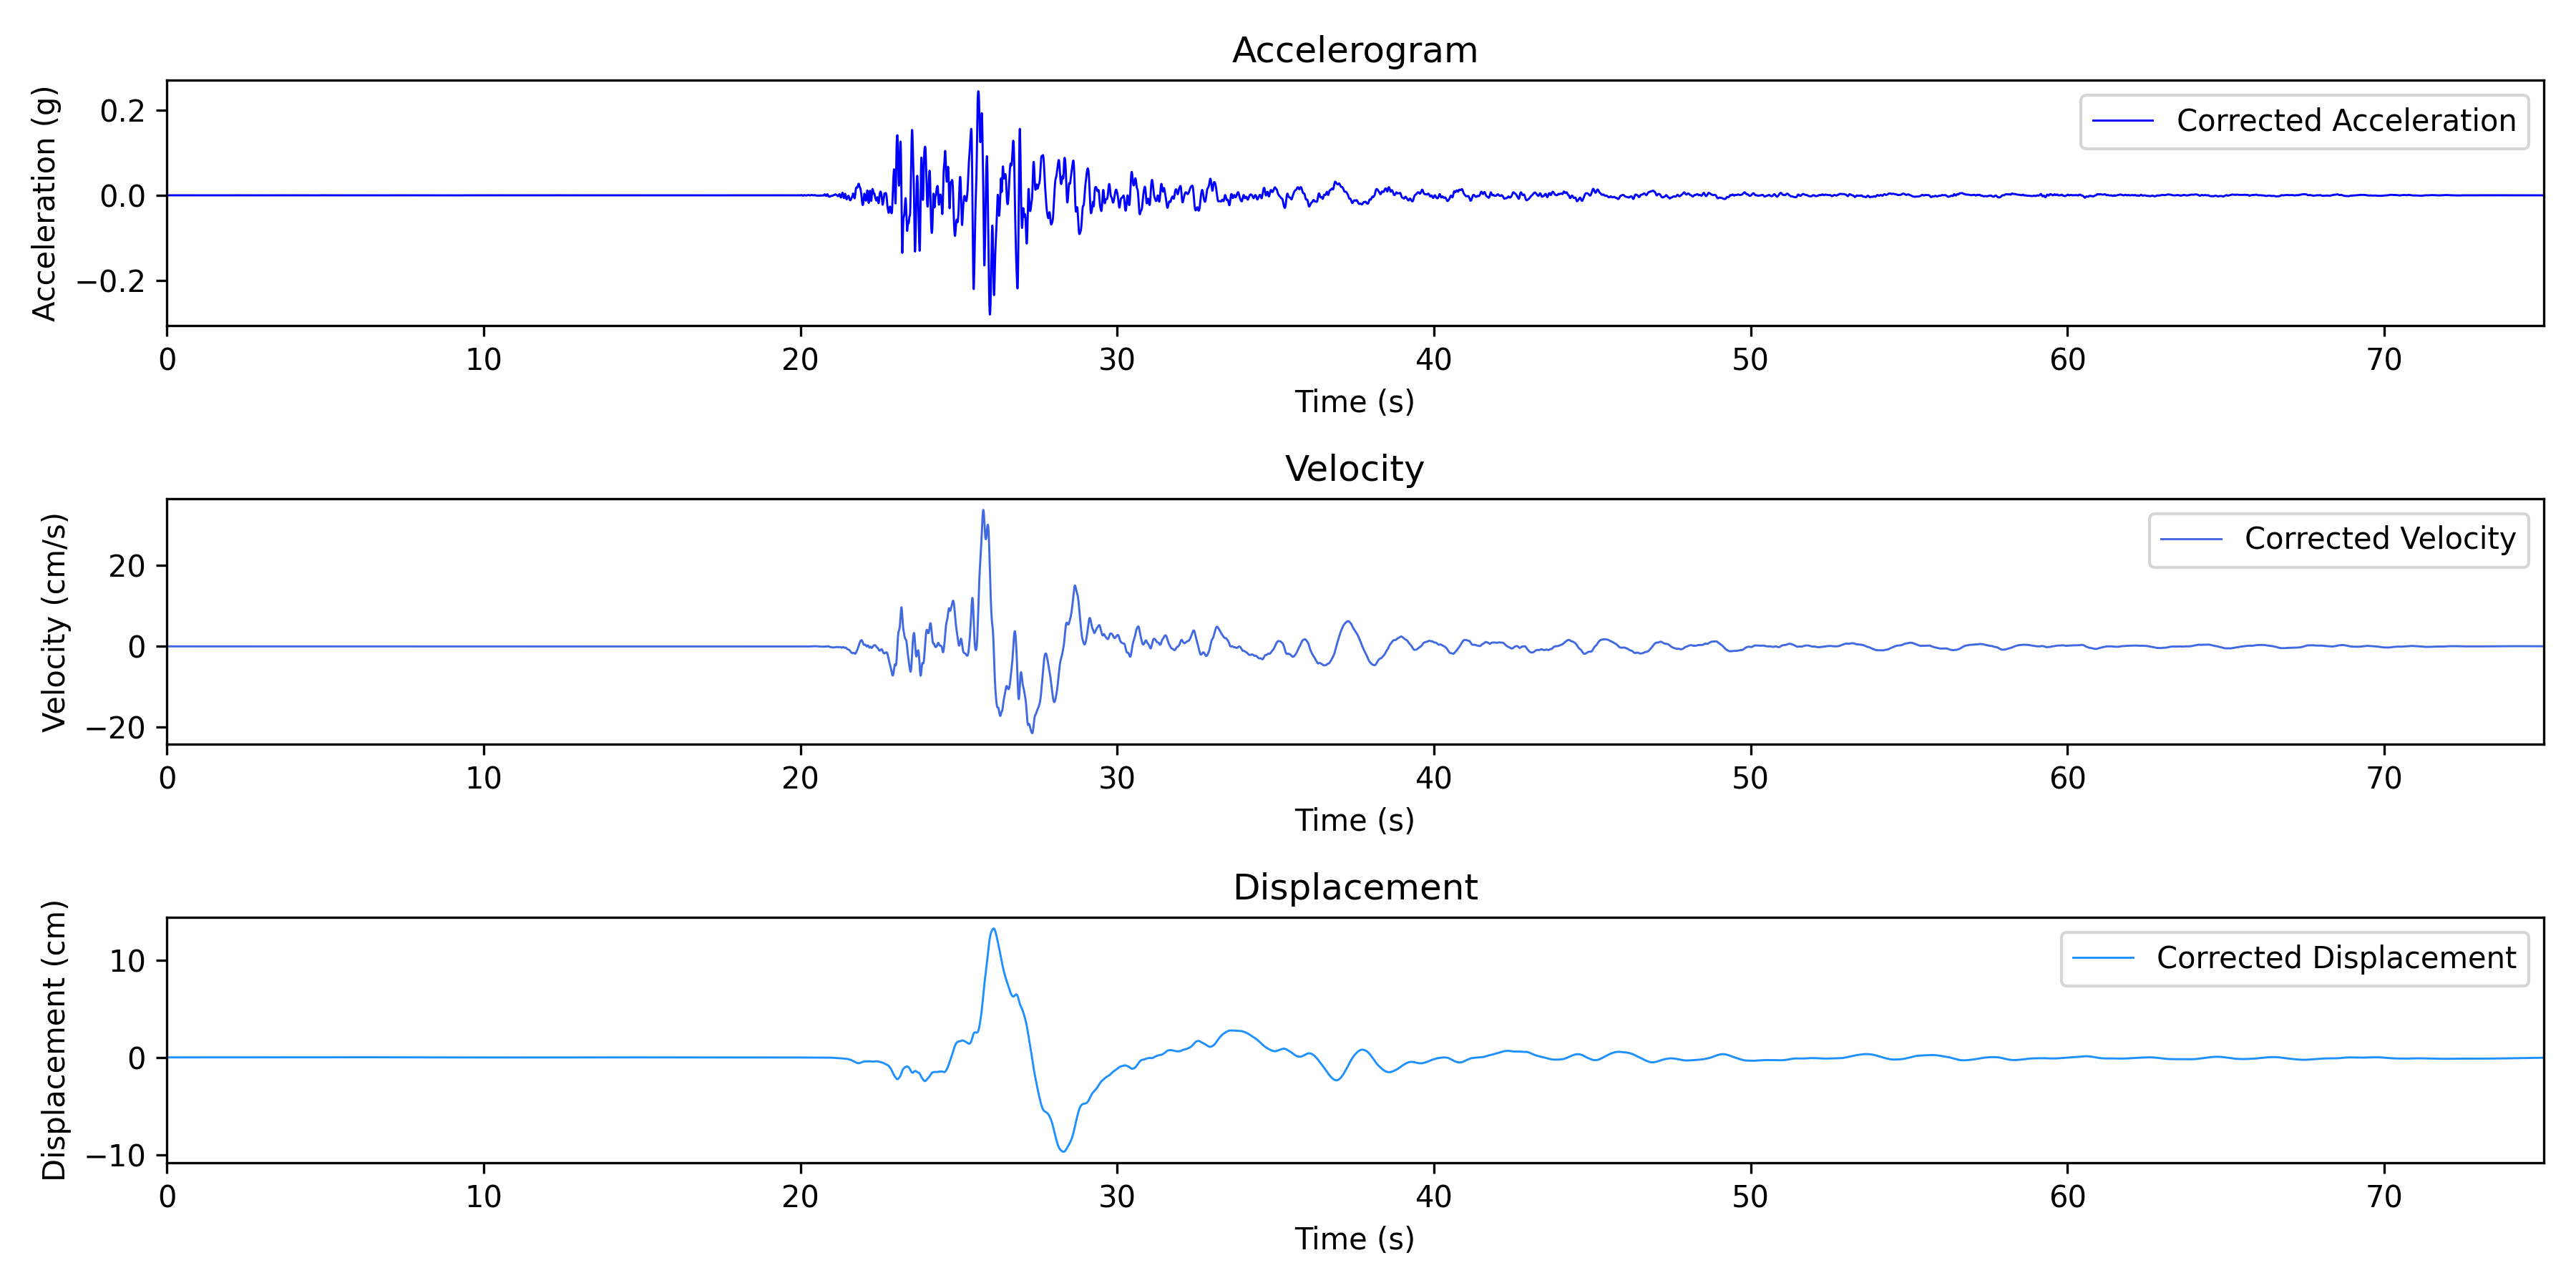 Accelerogram
Acceleration (g)
0.2
0.0
−0.2
Corrected Acceleration
0 10 20 30 40 50 60 70
Time (s)
Velocity
Velocity (cm/s)
20
0
−20
Corrected Velocity
0 10 20 30 40 50 60 70
Time (s)
Displacement
Displacement (cm)
10
0
−10
Corrected Displacement
0 10 20 30 40 50 60 70
Time (s)